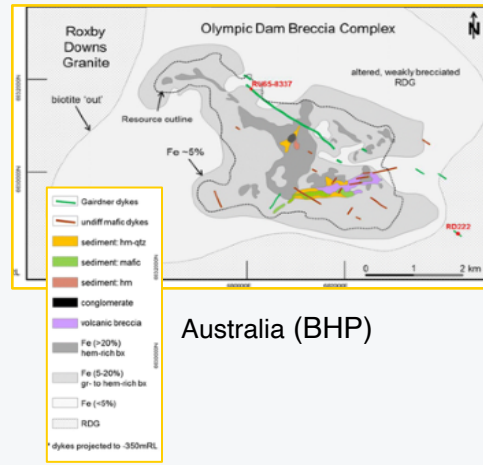 Roxby
Downs
Granite
Olympic Dam Breccia Complex
N
biotite 'out'
Resource outline
altered, weakly brecciated
RDG
Fe ~5%
0 1 2 km
Gairdner dykes
undiff mafic dykes
sediment: hm-qtz
sediment: mafic
sediment: hm
conglomerate
volcanic breccia
Fe (>20%)
hem-rich bx
Fe (5-20%)
gr- to hem-rich bx
Fe (<5%)
RDG
* dykes projected to -350mRL
Australia (BHP)